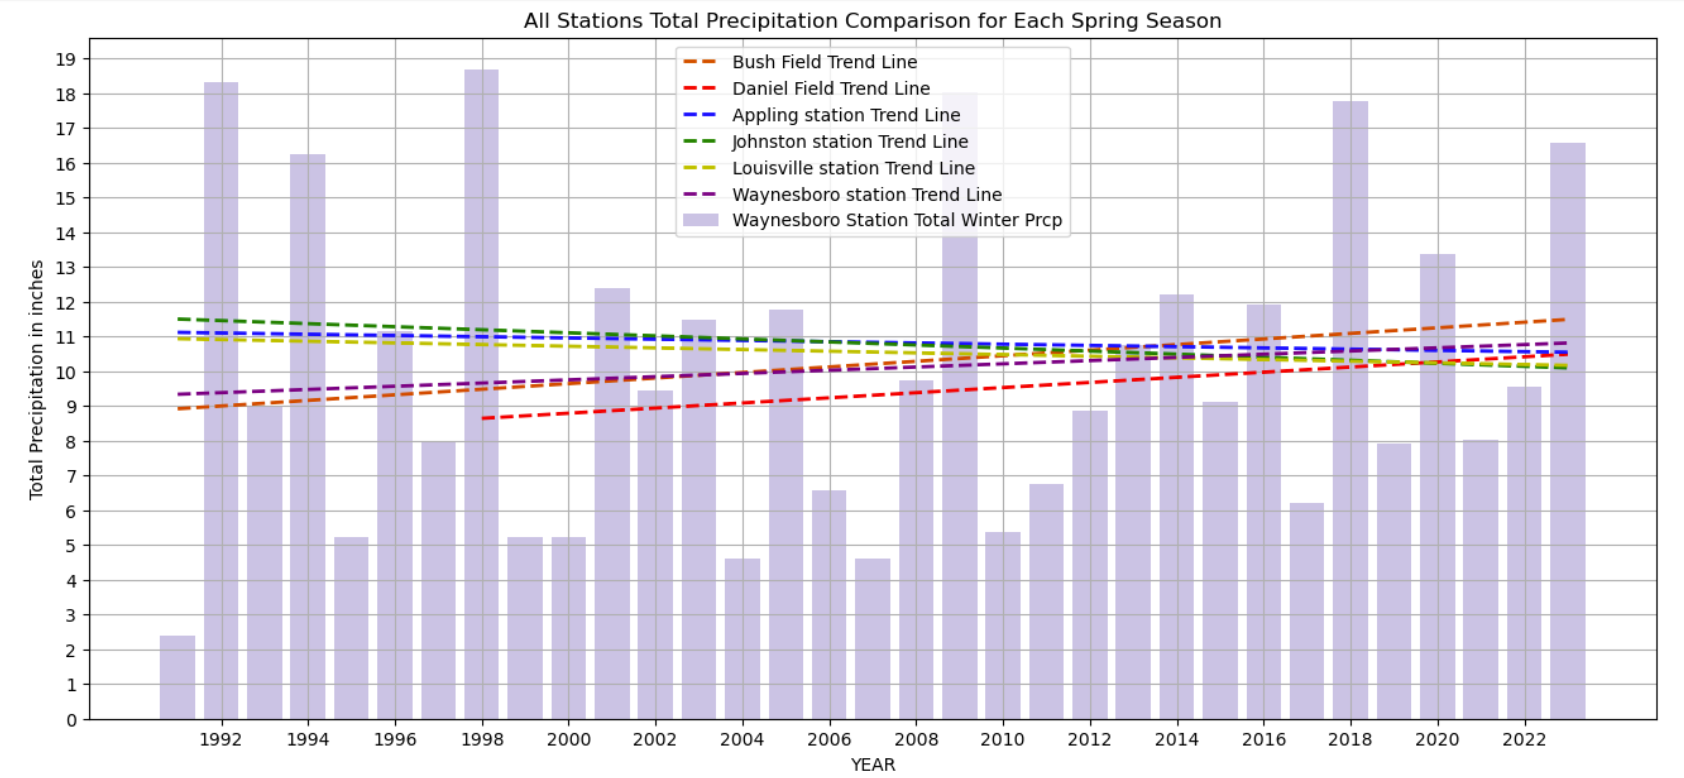 All Stations Total Precipitation Comparison for Each Spring Season
Bush Field Trend Line
Daniel Field Trend Line
Appling station Trend Line
Johnston station Trend Line
Louisville station Trend Line
Waynesboro station Trend Line
Waynesboro Station Total Winter Prcp
Total Precipitation in inches
19
18
17
16
15
14
13
12
11
10
9
8
7
6
5
4
3
2
1
0
1992 1994 1996 1998 2000 2002 2004 2006 2008 2010 2012 2014 2016 2018 2020 2022
YEAR